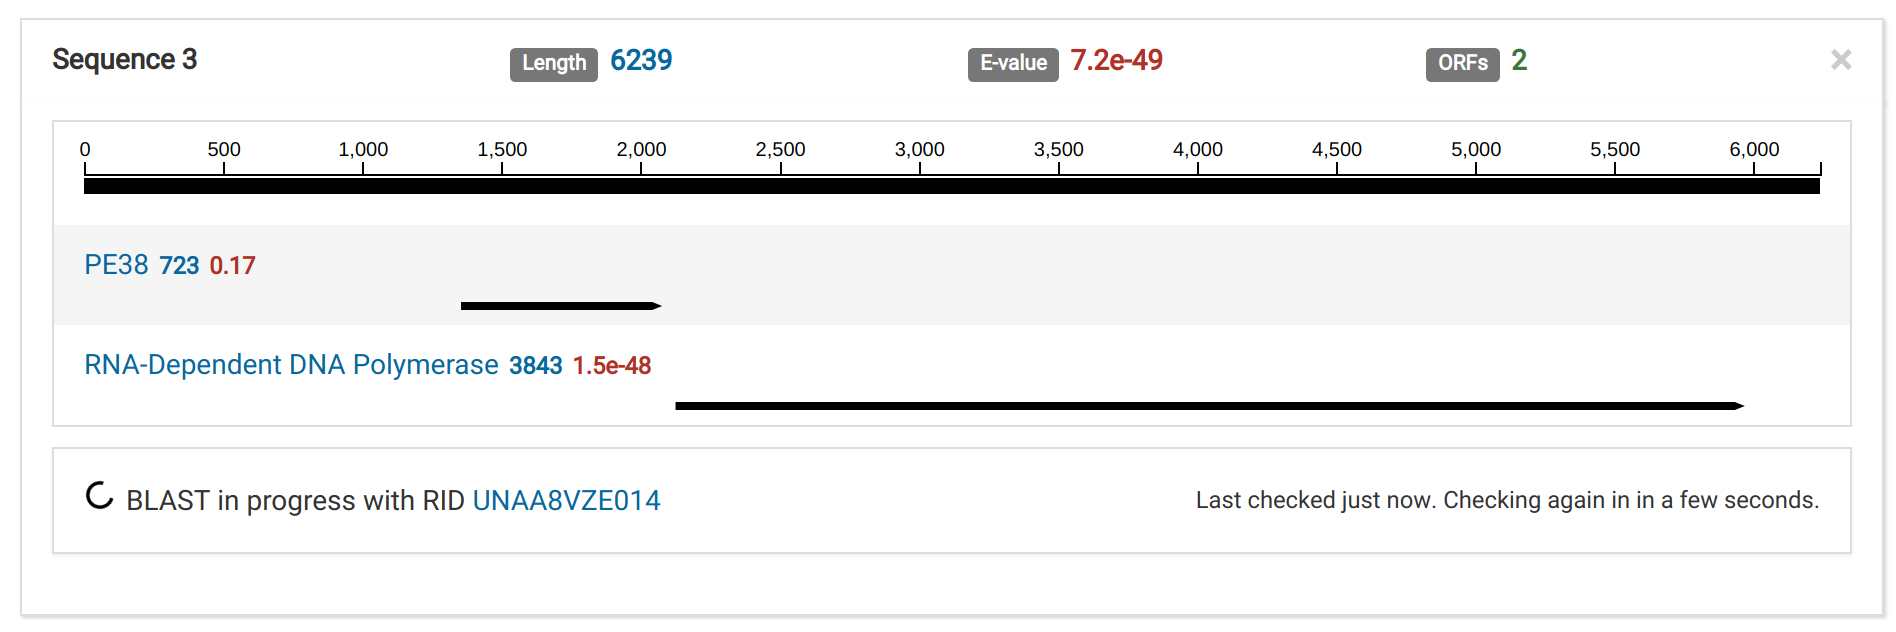 Sequence 3 Length 6239 E-value 7.2e-49 ORFs 2 ×
0 500 1,000 1,500 2,000 2,500 3,000 3,500 4,000 4,500 5,000 5,500 6,000
PE38 723 0.17
RNA-Dependent DNA Polymerase 3843 1.5e-48
BLAST in progress with RID UNAA8VZE014 Last checked just now. Checking again in in a few seconds.